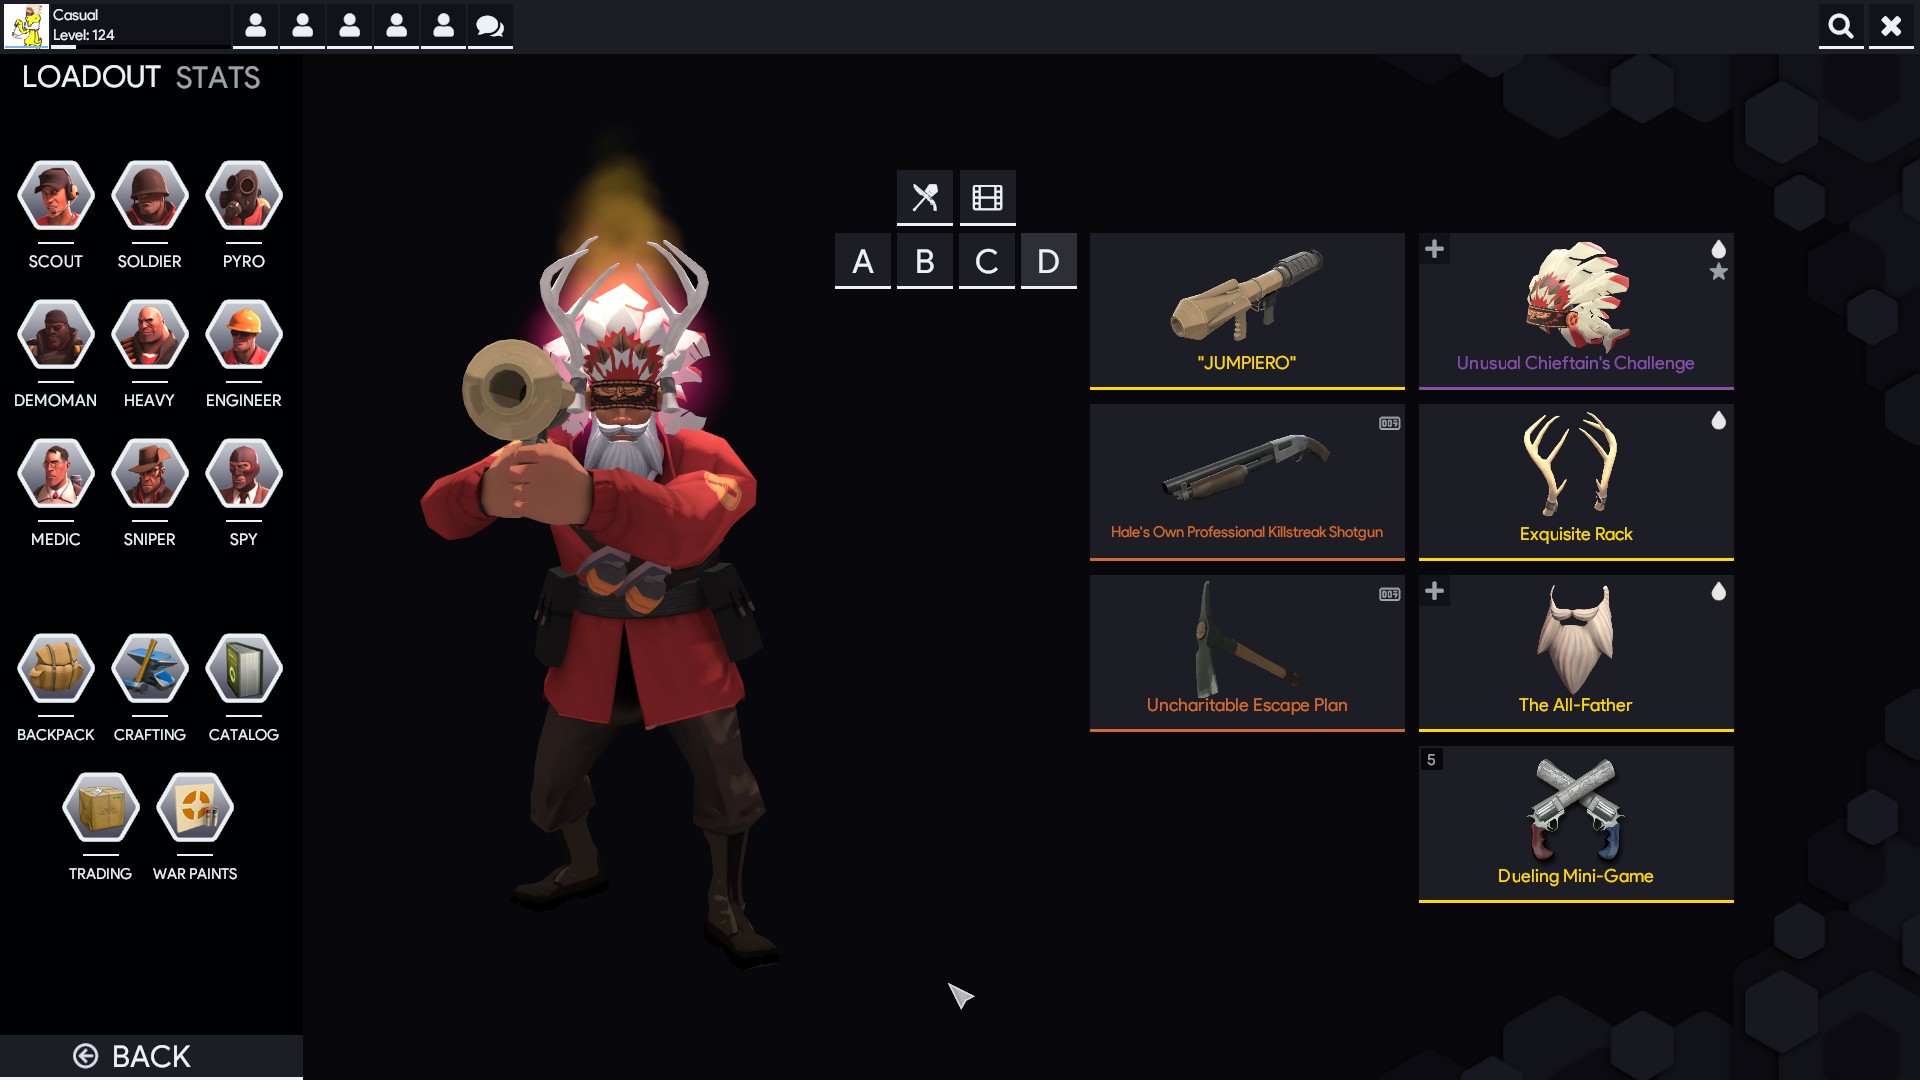 Casual
Level: 124
LOADOUT STATS
SCOUT SOLDIER PYRO
DEMOMAN HEAVY ENGINEER
MEDIC SNIPER SPY
BACKPACK CRAFTING CATALOG
TRADING WAR PAINTS
BACK
A B C D
"JUMPIERO"
Unusual Chieftain's Challenge
Hale's Own Professional Killstreak Shotgun
Exquisite Rack
Uncharitable Escape Plan
The All-Father
5
Dueling Mini-Game